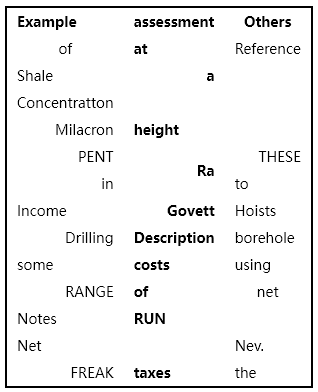 Example assessment Others
of at Reference
Shale a
Concentratton
Milacron height
PENT Ra THESE
in to
Income Govett Hoists
Drilling Description borehole
some costs using
RANGE of net
Notes RUN
Net Nev.
FREAK taxes the